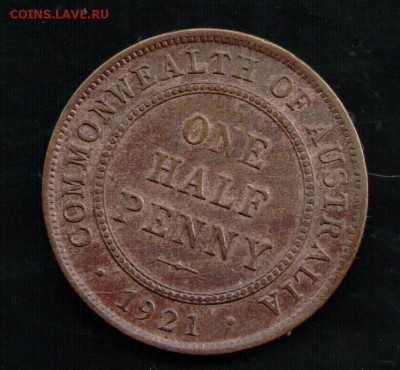 COINS.LAVE.RU
COMMONWEALTH OF AUSTRALIA
ONE
HALF
PENNY
1921